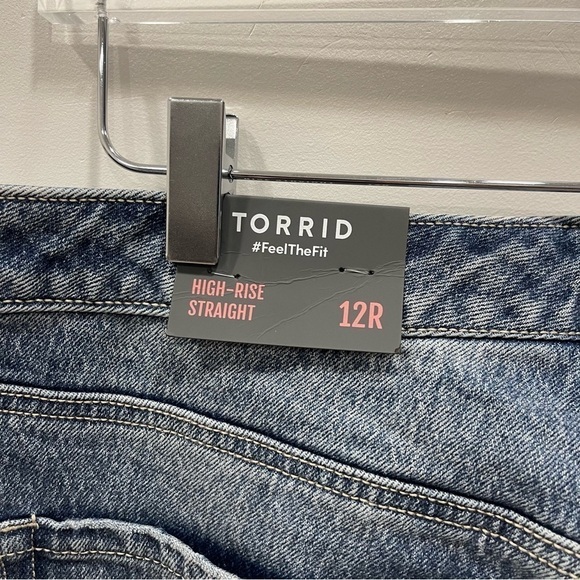 TORRID
#FeelTheFit
HIGH-RISE
STRAIGHT
12R